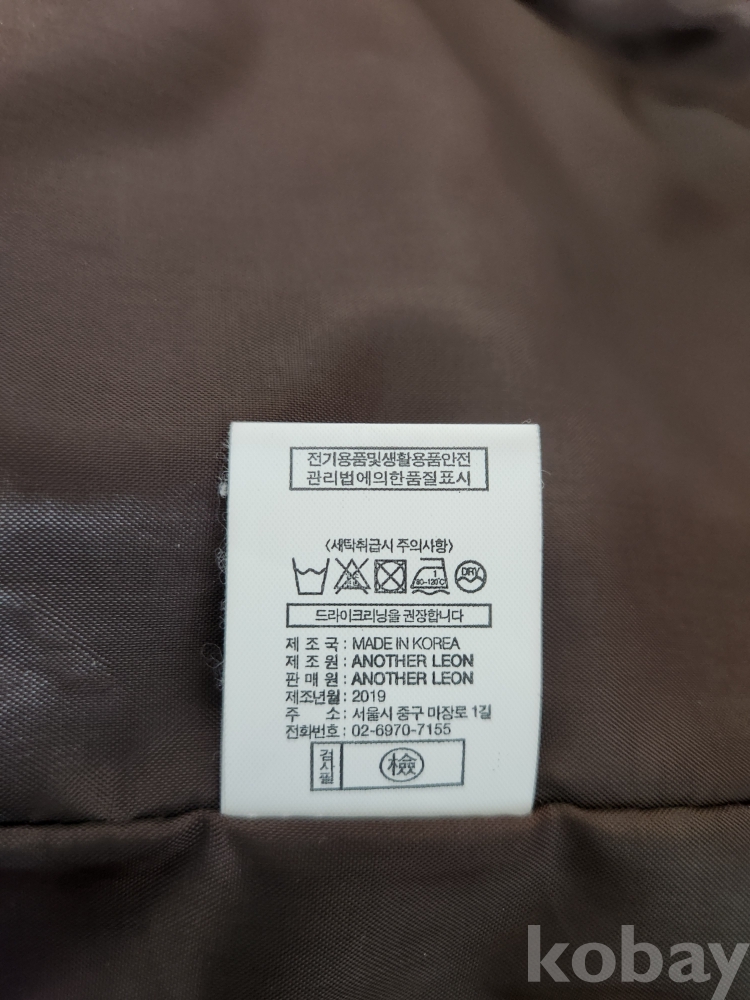 전기용품및생활용품안전
관리법에의한품질표시
〈세탁취급시 주의사항〉
1
80~120℃
DRY
드라이크리닝을 권장합니다
제 조 국 : MADE IN KOREA
제 조 원 : ANOTHER LEON
판 매 원 : ANOTHER LEON
제조년월 : 2019
주 소 : 서울시 중구 마장로 1길
전화번호 : 02-6970-7155
검사필
檢
kobay